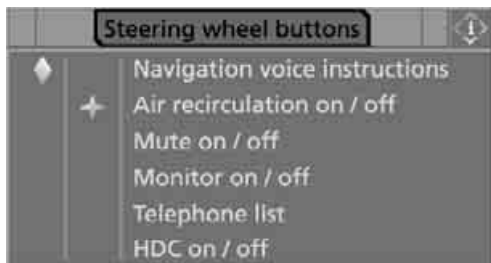 Steering wheel buttons
Navigation voice instructions
Air recirculation on / off
Mute on / off
Monitor on / off
Telephone list
HDC on / off